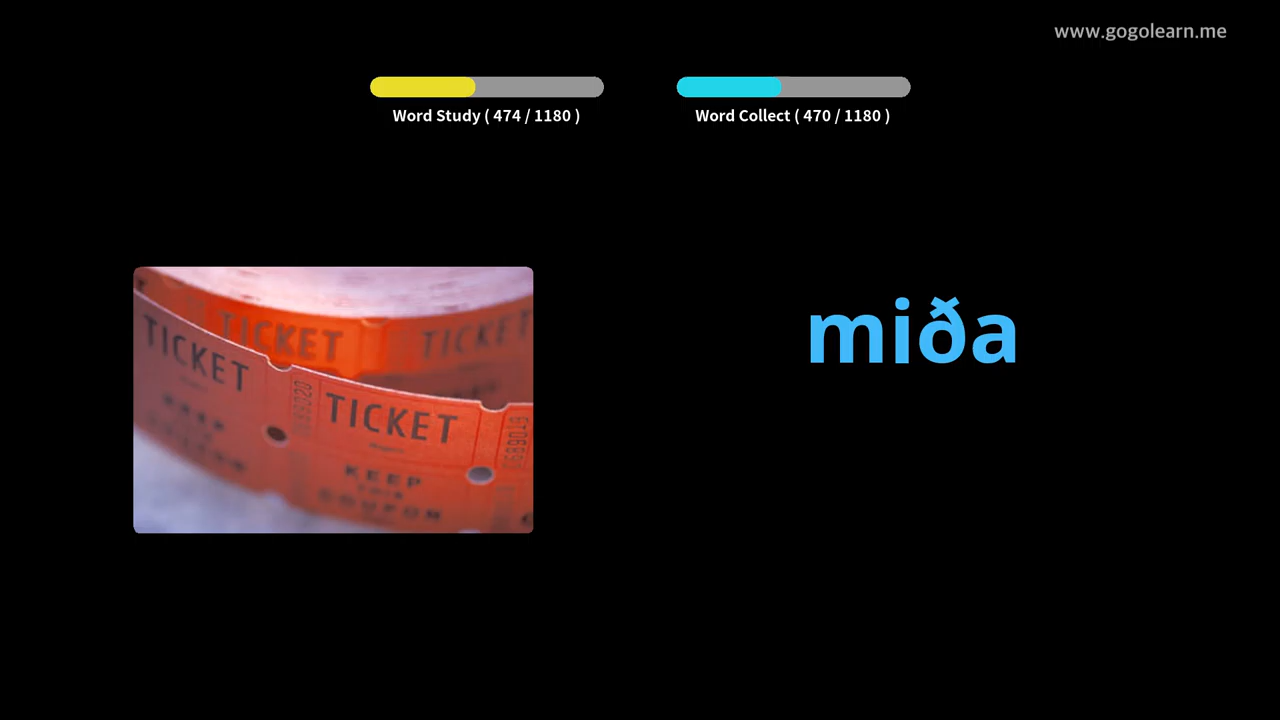 www.gogolearn.me
Word Study ( 474 / 1180 )
Word Collect ( 470 / 1180 )
miða
TICKET
TICKET
TICKET
TICKET
KEEP